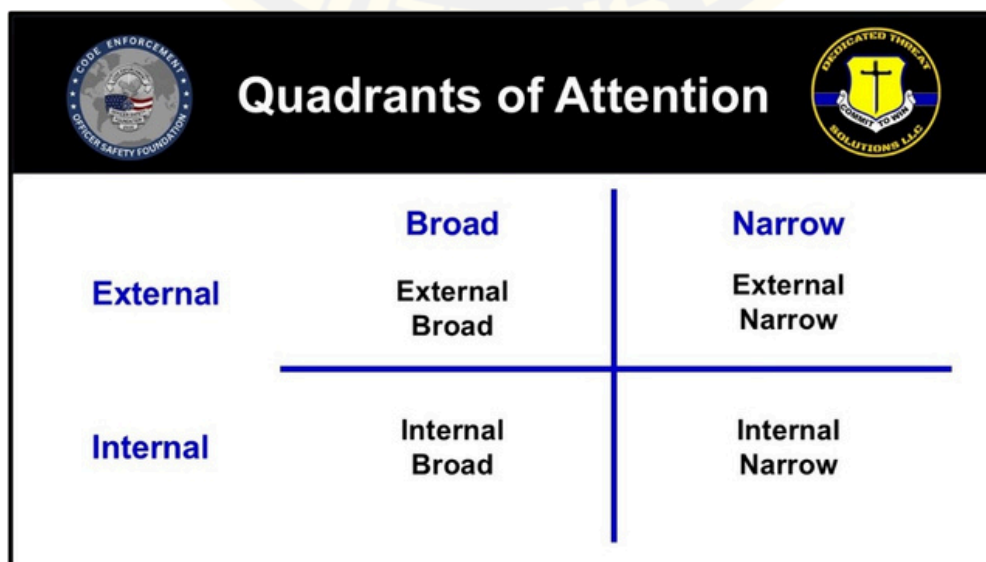 CODE ENFORCEMENT
OFFICER SAFETY FOUNDATION
Quadrants of Attention
DEDICATED THREAT
COMMIT TO WIN
SOLUTIONS LLC
Broad
Narrow
External
External
Broad
External
Narrow
Internal
Internal
Broad
Internal
Narrow